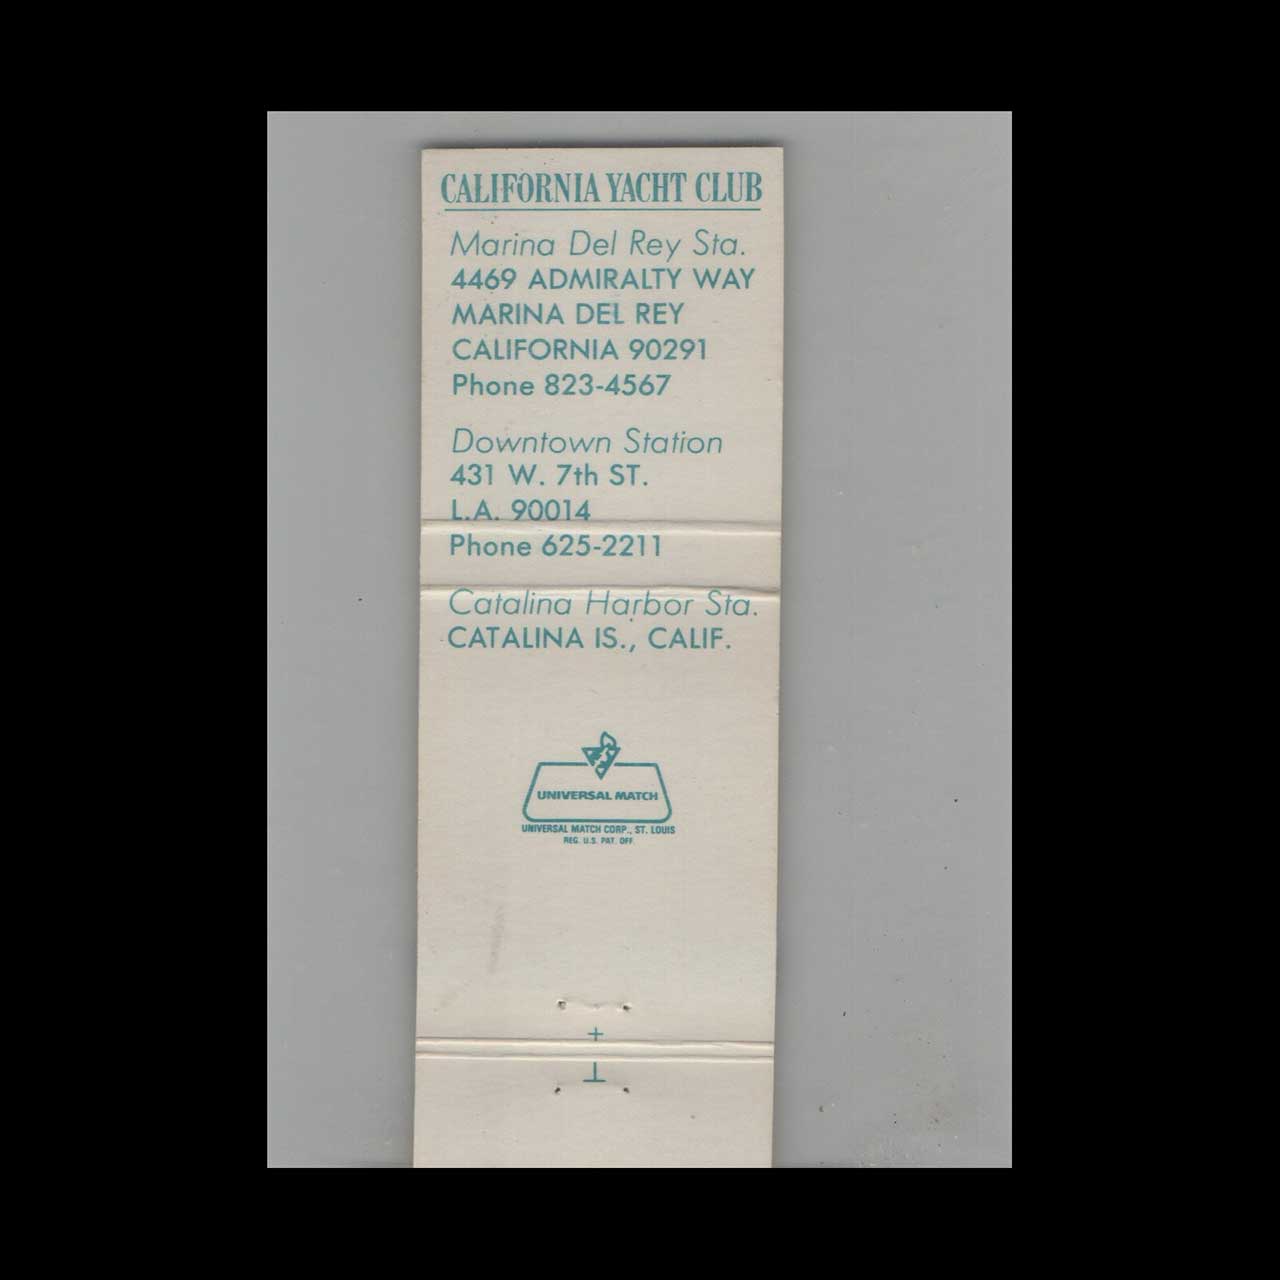 CALIFORNIA YACHT CLUB
Marina Del Rey Sta.
4469 ADMIRALTY WAY
MARINA DEL REY
CALIFORNIA 90291
Phone 823-4567
Downtown Station
431 W. 7th ST.
L.A. 90014
Phone 625-2211
Catalina Harbor Sta.
CATALINA IS., CALIF.
UNIVERSAL MATCH
UNIVERSAL MATCH CORP., ST. LOUIS
REG. U.S. PAT. OFF.